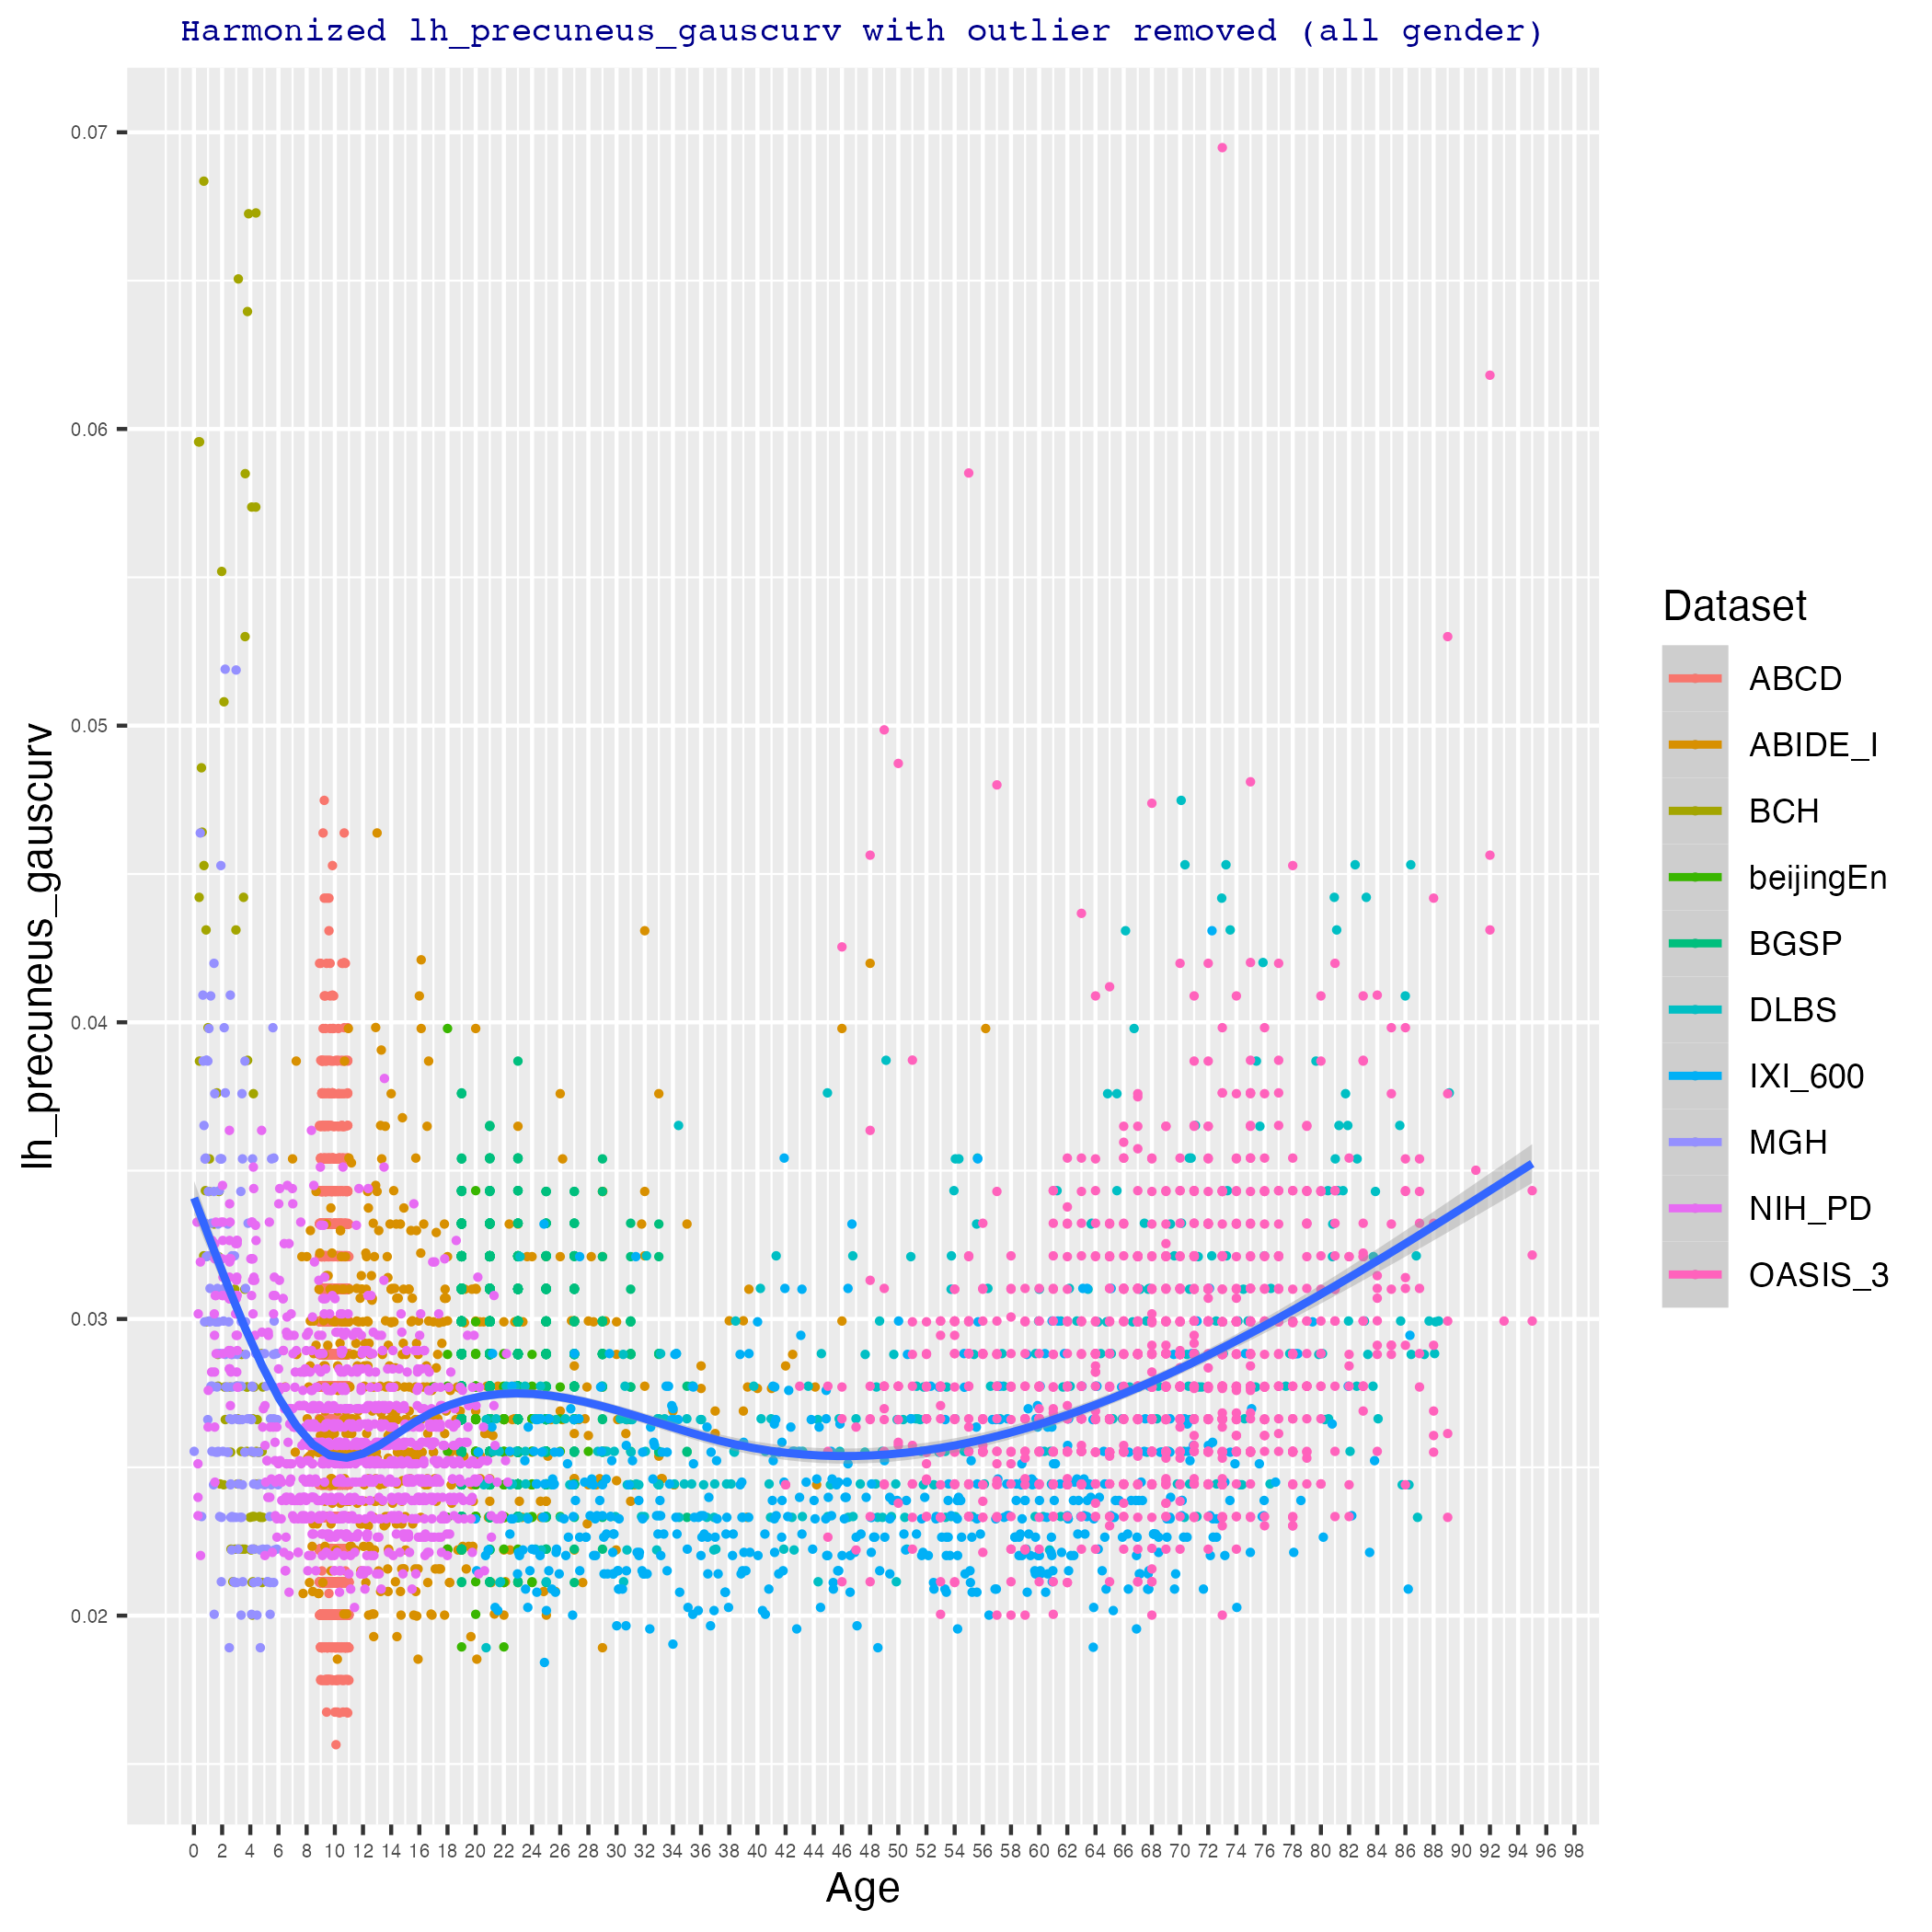 Harmonized lh_precuneus_gauscurv with outlier removed (all gender)
0.07
0.06
0.05
0.04
0.03
0.02
lh_precuneus_gauscurv
0 2 4 6 8 10 12 14 16 18 20 22 24 26 28 30 32 34 36 38 40 42 44 46 48 50 52 54 56 58 60 62 64 66 68 70 72 74 76 78 80 82 84 86 88 90 92 94 96 98
Age
Dataset
ABCD
ABIDE_I
BCH
beijingEn
BGSP
DLBS
IXI_600
MGH
NIH_PD
OASIS_3